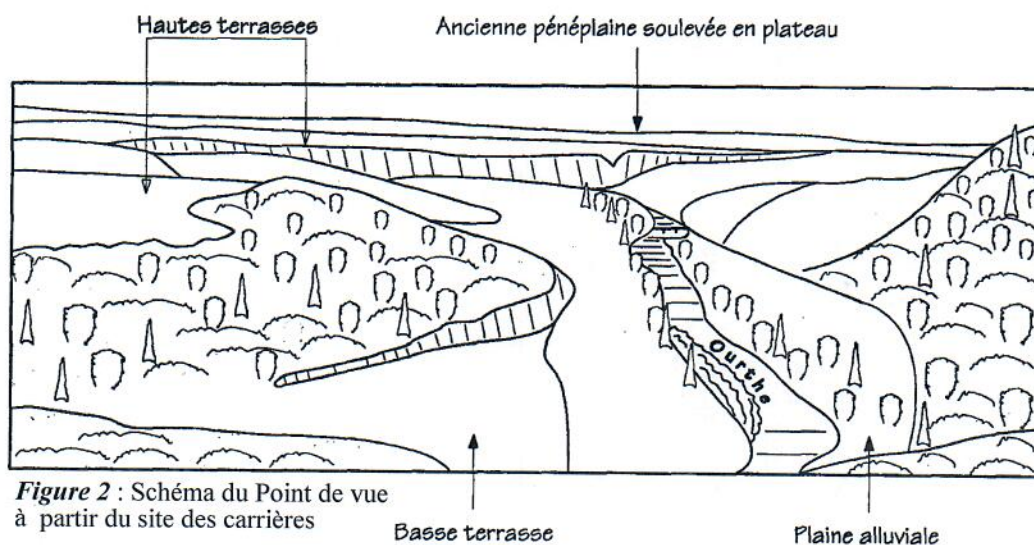 Hautes terrasses
Ancienne pénéplaine soulevée en plateau
Ourthe
Figure 2 : Schéma du Point de vue
à partir du site des carrières
Basse terrasse
Plaine alluviale